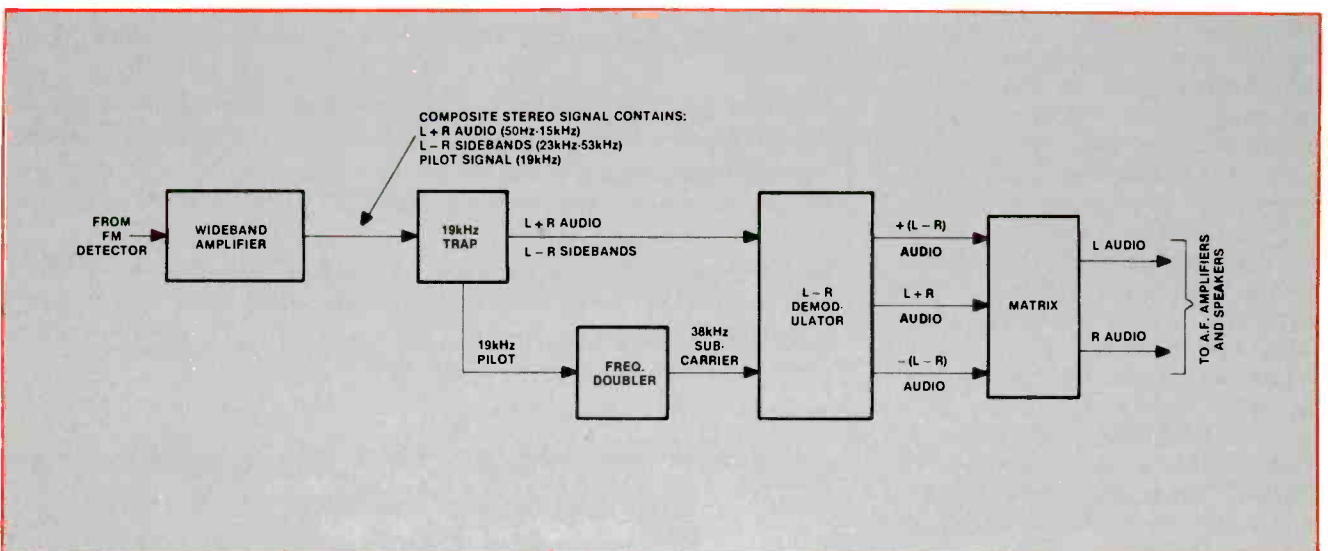 COMPOSITE STEREO SIGNAL CONTAINS:
L + R AUDIO (50Hz-15kHz)
L – R SIDEBANDS (23kHz-53kHz)
PILOT SIGNAL (19kHz)
FROM
FM
DETECTOR
WIDEBAND
AMPLIFIER
19kHz
TRAP
L + R AUDIO
L – R SIDEBANDS
19kHz
PILOT
FREQ.
DOUBLER
38kHz
SUB-
CARRIER
L – R
DEMOD-
ULATOR
+ (L – R)
AUDIO
L + R
AUDIO
– (L – R)
AUDIO
MATRIX
L AUDIO
R AUDIO
TO A.F. AMPLIFIERS
AND SPEAKERS